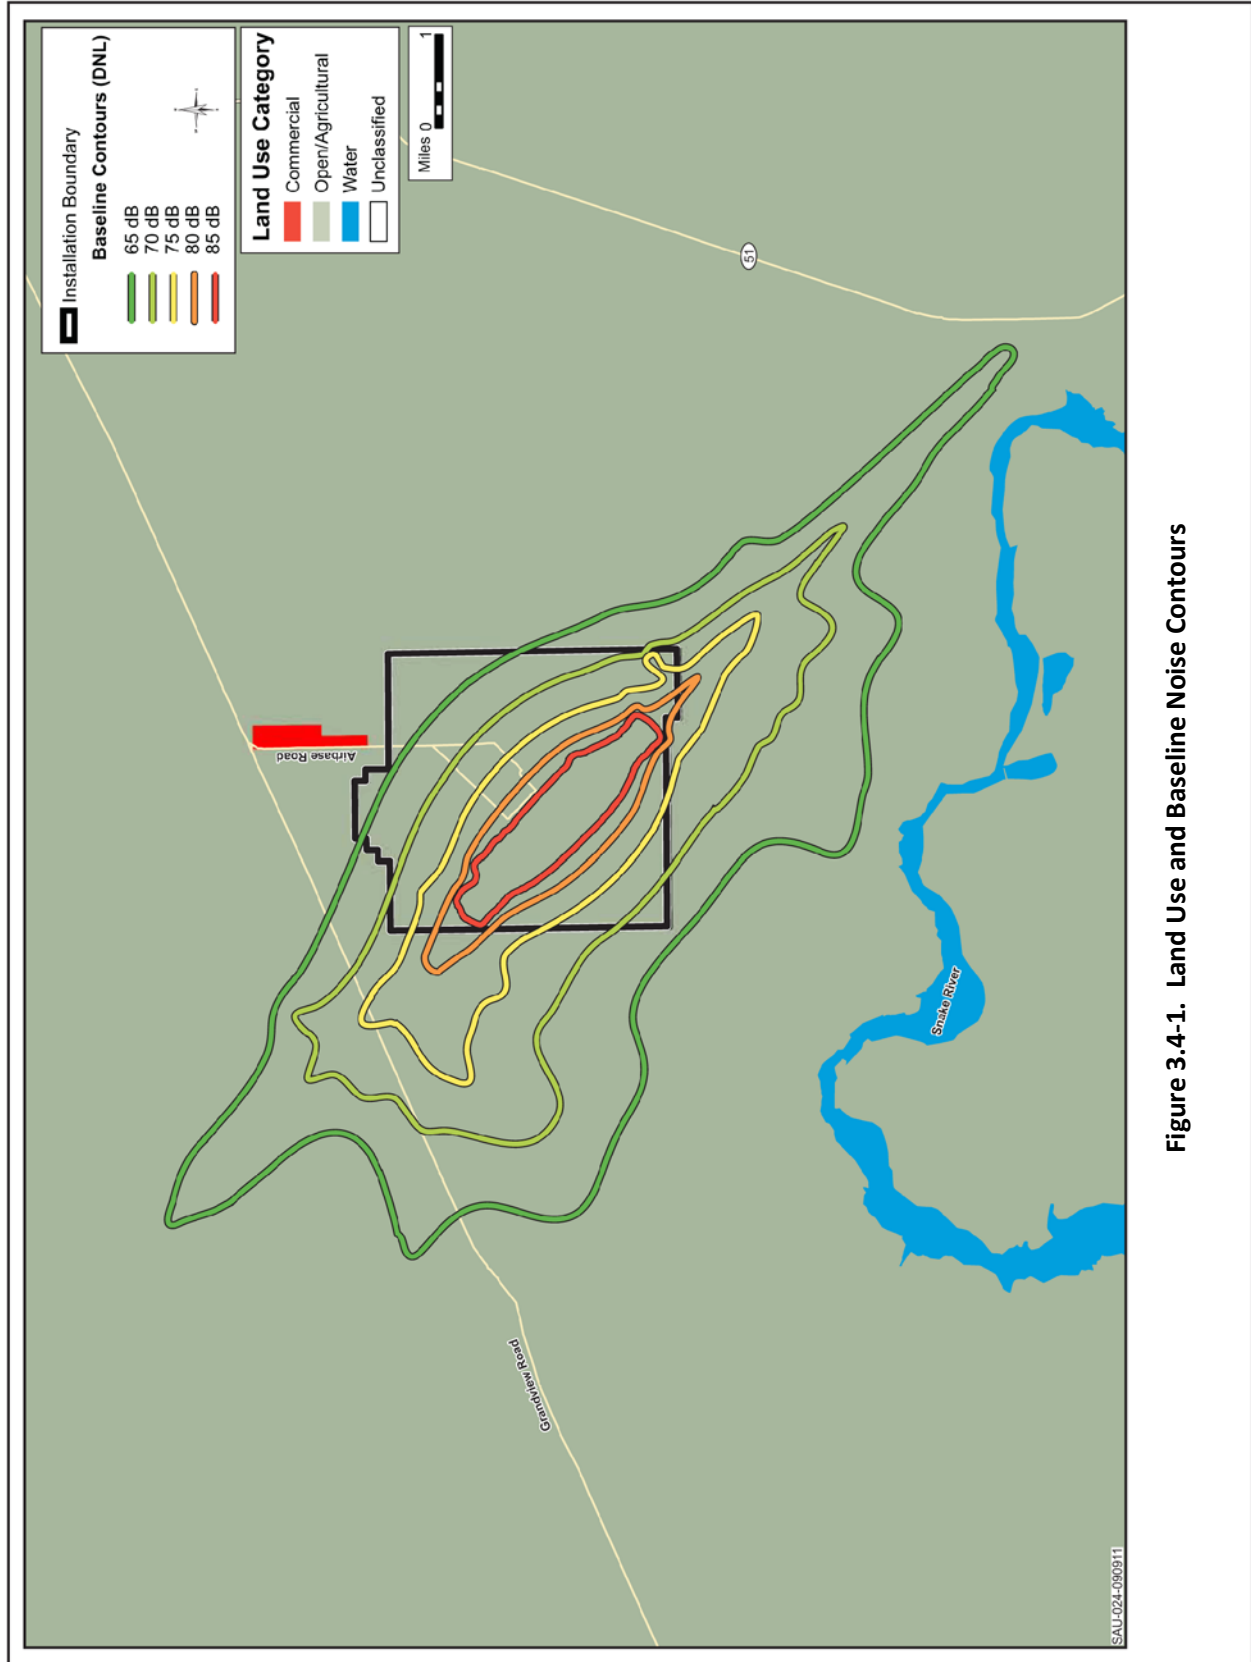 Installation Boundary
Baseline Contours (DNL)
65 dB
70 dB
75 dB
80 dB
85 dB
Land Use Category
Commercial
Open/Agricultural
Water
Unclassified
Miles 0 1
51
Airbase Road
Grandview Road
Snake River
SAU-024-090911
Figure 3.4-1. Land Use and Baseline Noise Contours